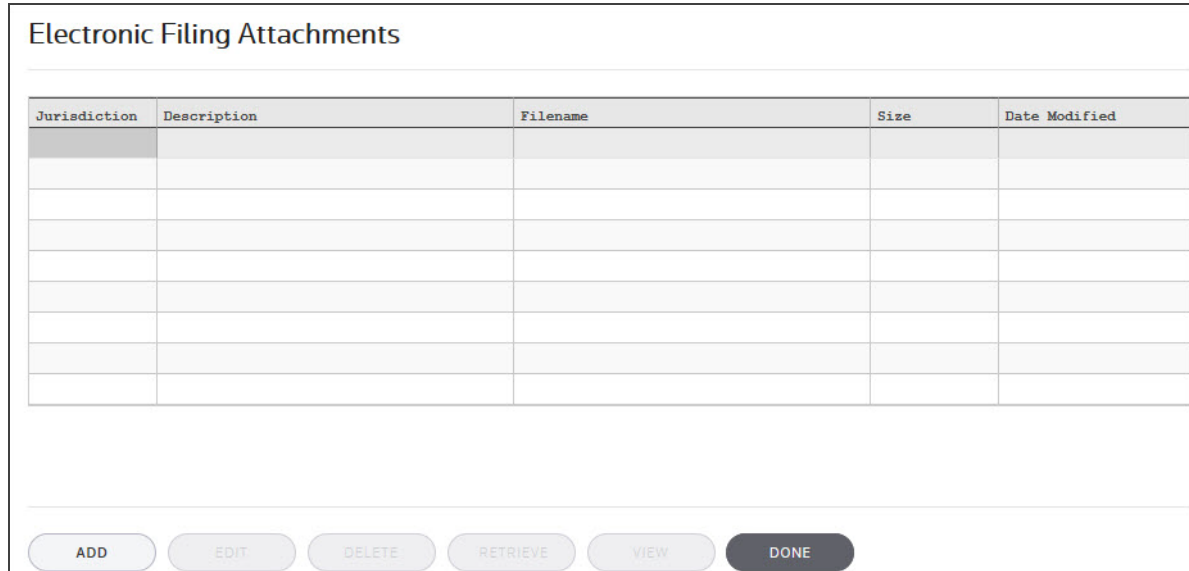 Electronic Filing Attachments
Jurisdiction Description Filename Size Date Modified
ADD EDIT DELETE RETRIEVE VIEW DONE